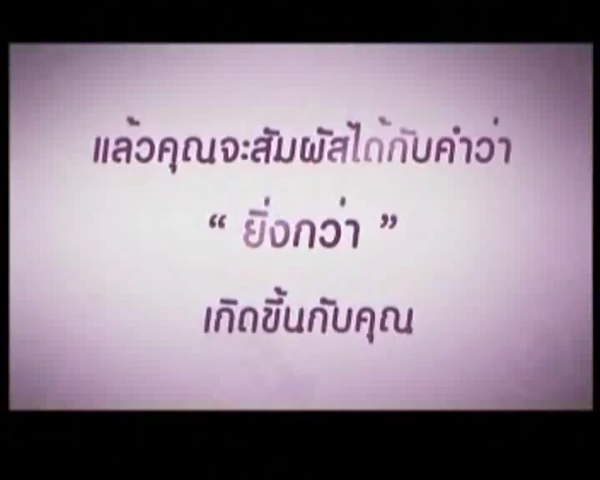 แล้วคุณจะสัมผัสได้กับคำว่า
“ ยิ่งกว่า ”
เกิดขึ้นกับคุณ